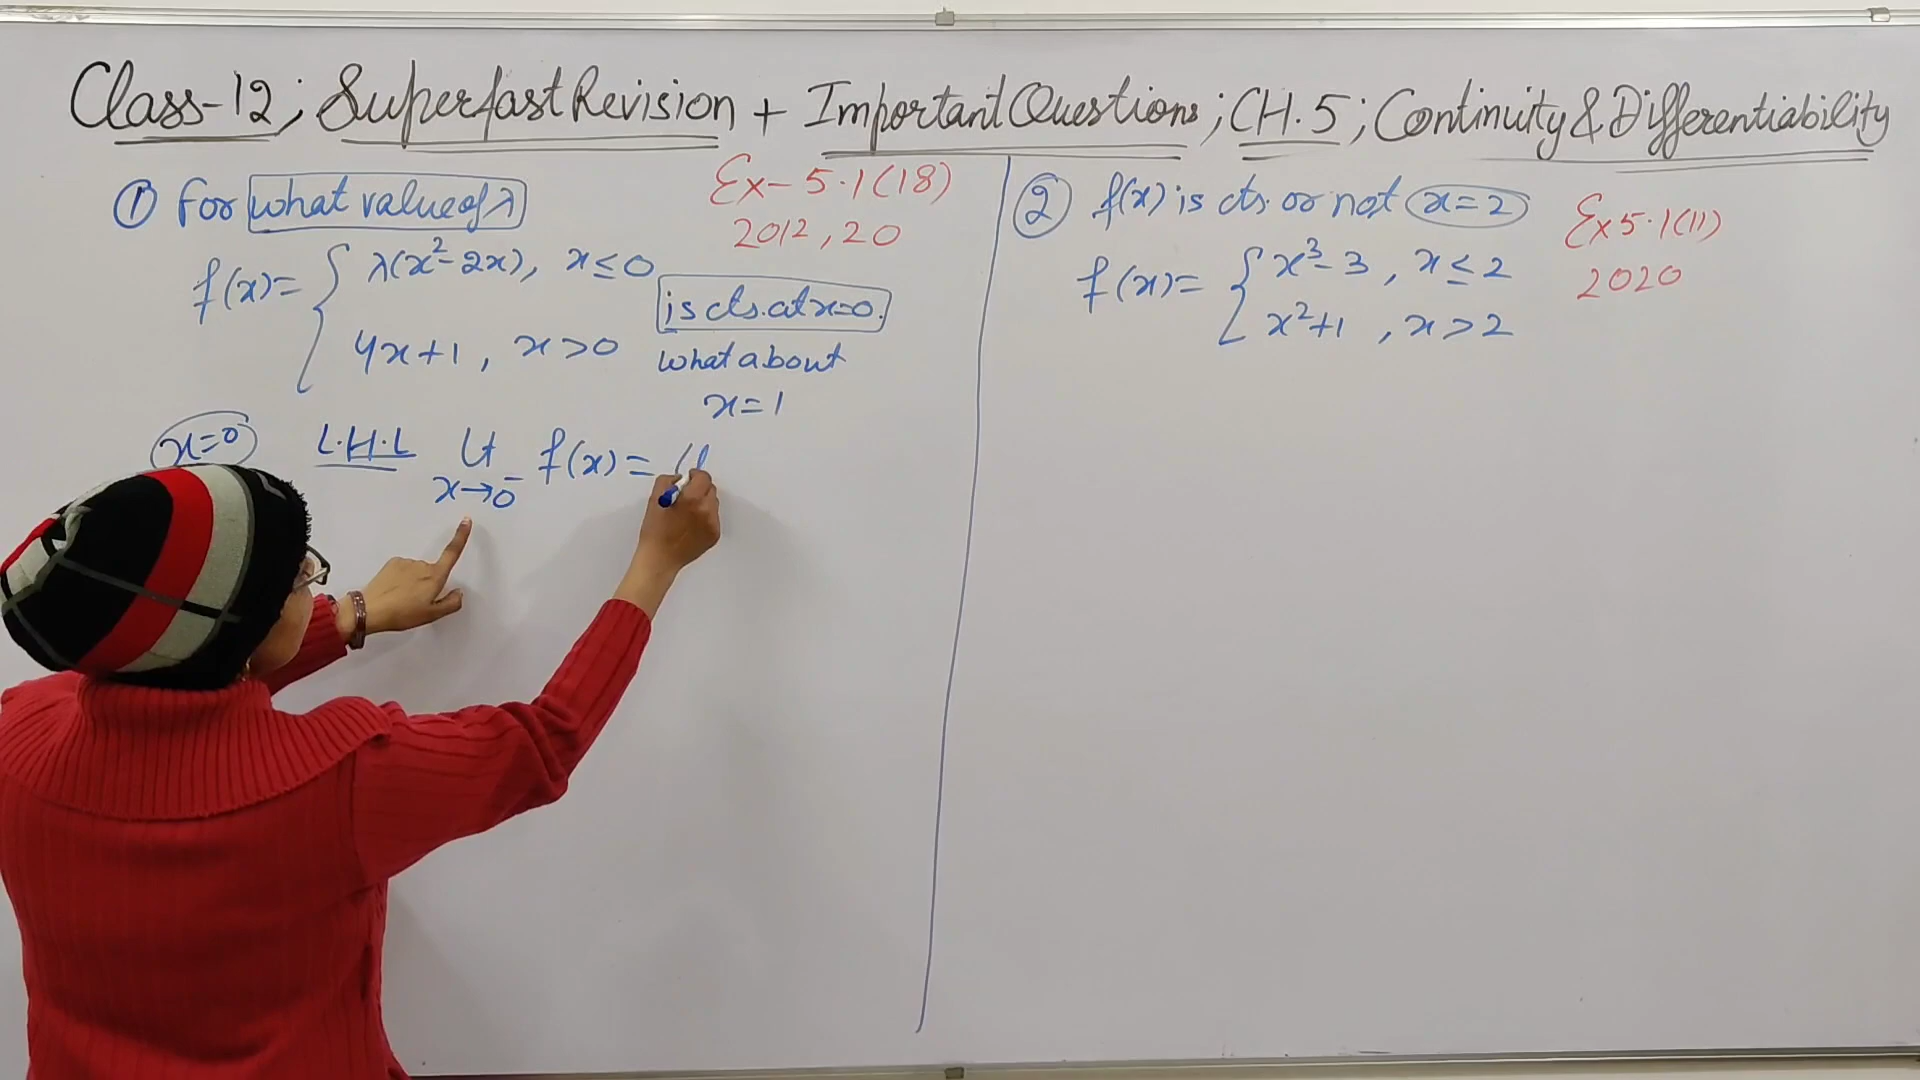 Class-12; Superfast Revision + Important Questions; CH.5; Continuity & Differentiability
① For what value of λ
Ex-5.1(18)
2012, 20
f(x)= { λ(x²-2x), x≤0
4x+1, x>0
is cts. at x=0.
what about
x=1
x=0 L.H.L Lt f(x)=
x→0⁻
② f(x) is cts. or not x=2
Ex 5.1(11)
2020
f(x)= { x³-3, x≤2
x²+1, x>2